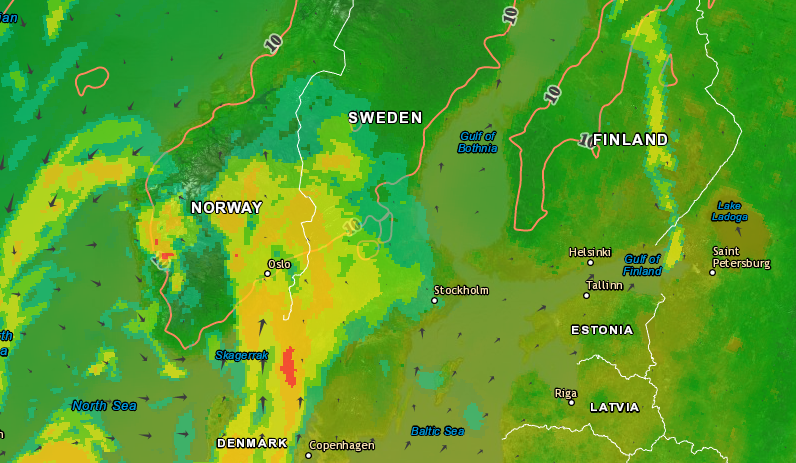 10
10
SWEDEN
10
Gulf of
Bothnia
FINLAND
NORWAY
Lake
Ladoga
10
Oslo
Helsinki
Gulf of
Finland
Saint
Petersburg
Tallinn
Stockholm
ESTONIA
Skagerrak
Riga
LATVIA
North Sea
Baltic Sea
DENMARK
Copenhagen